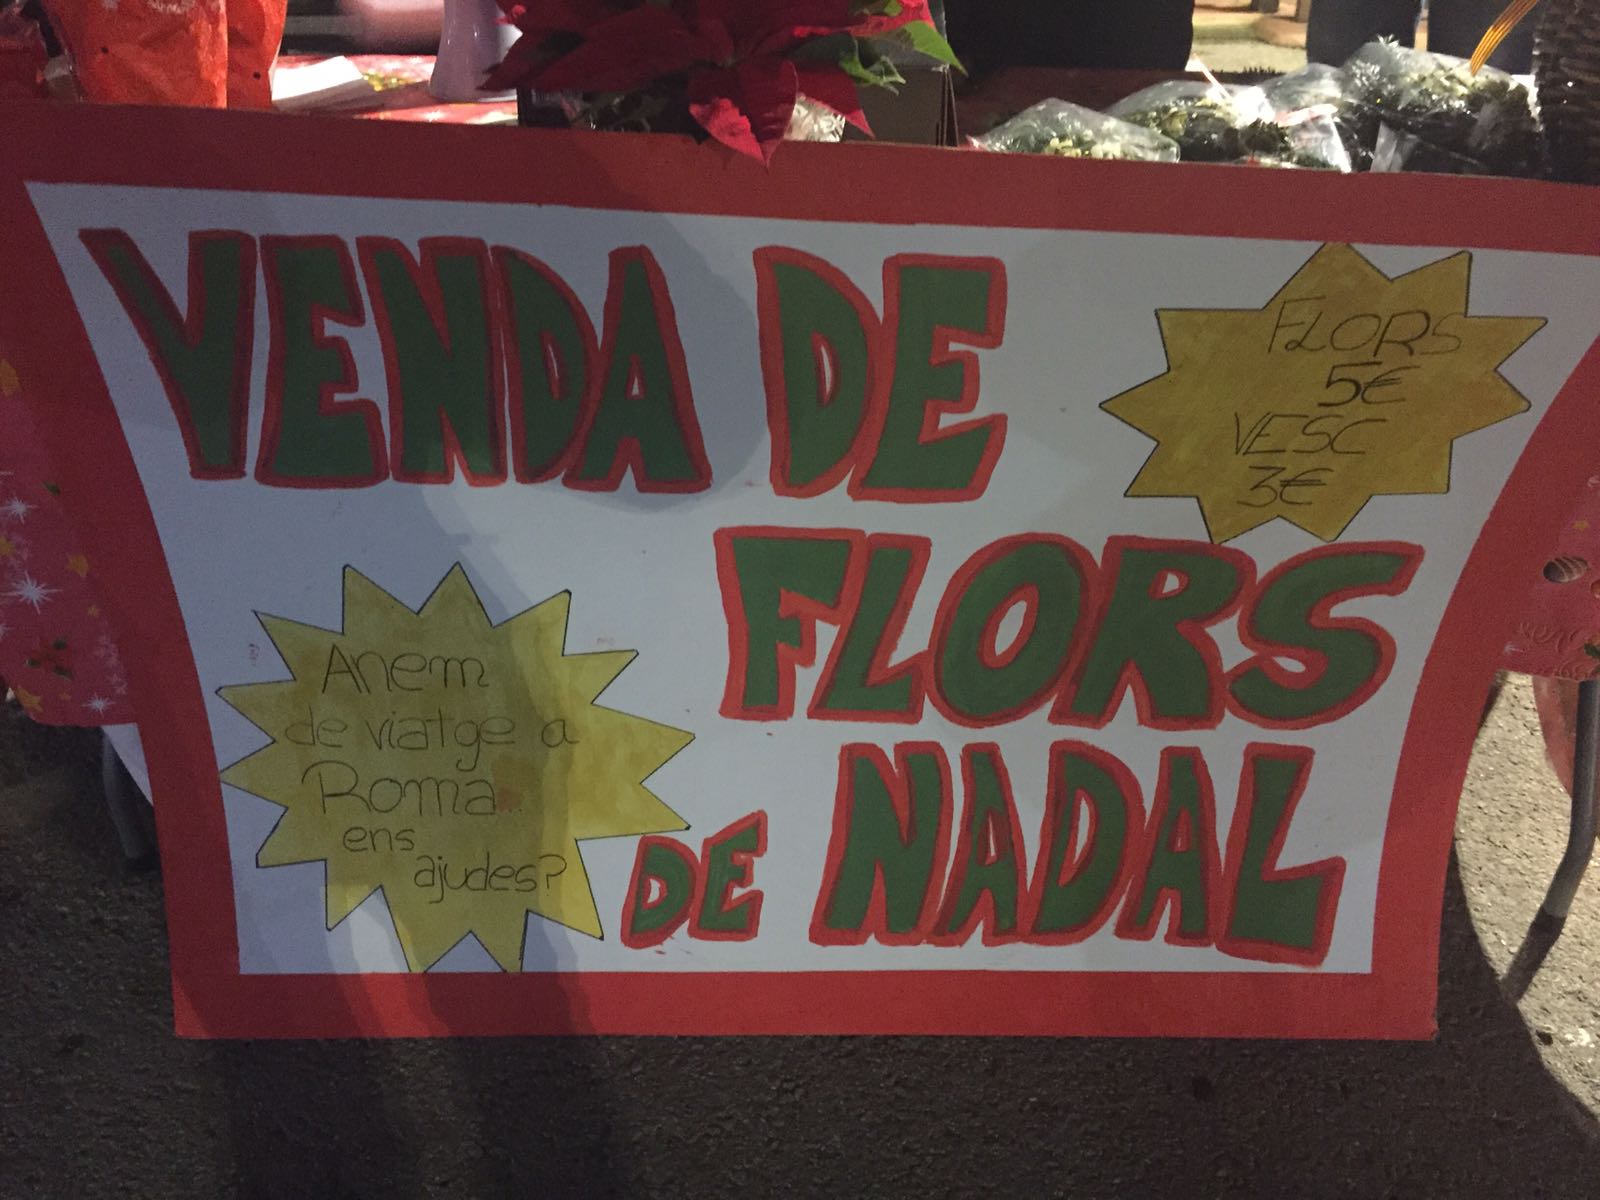 VENDA DE
FLORS
DE NADAL
FLORS
5€
VESC
3€
Anem
de viatge a
Roma..
ens
ajudes?